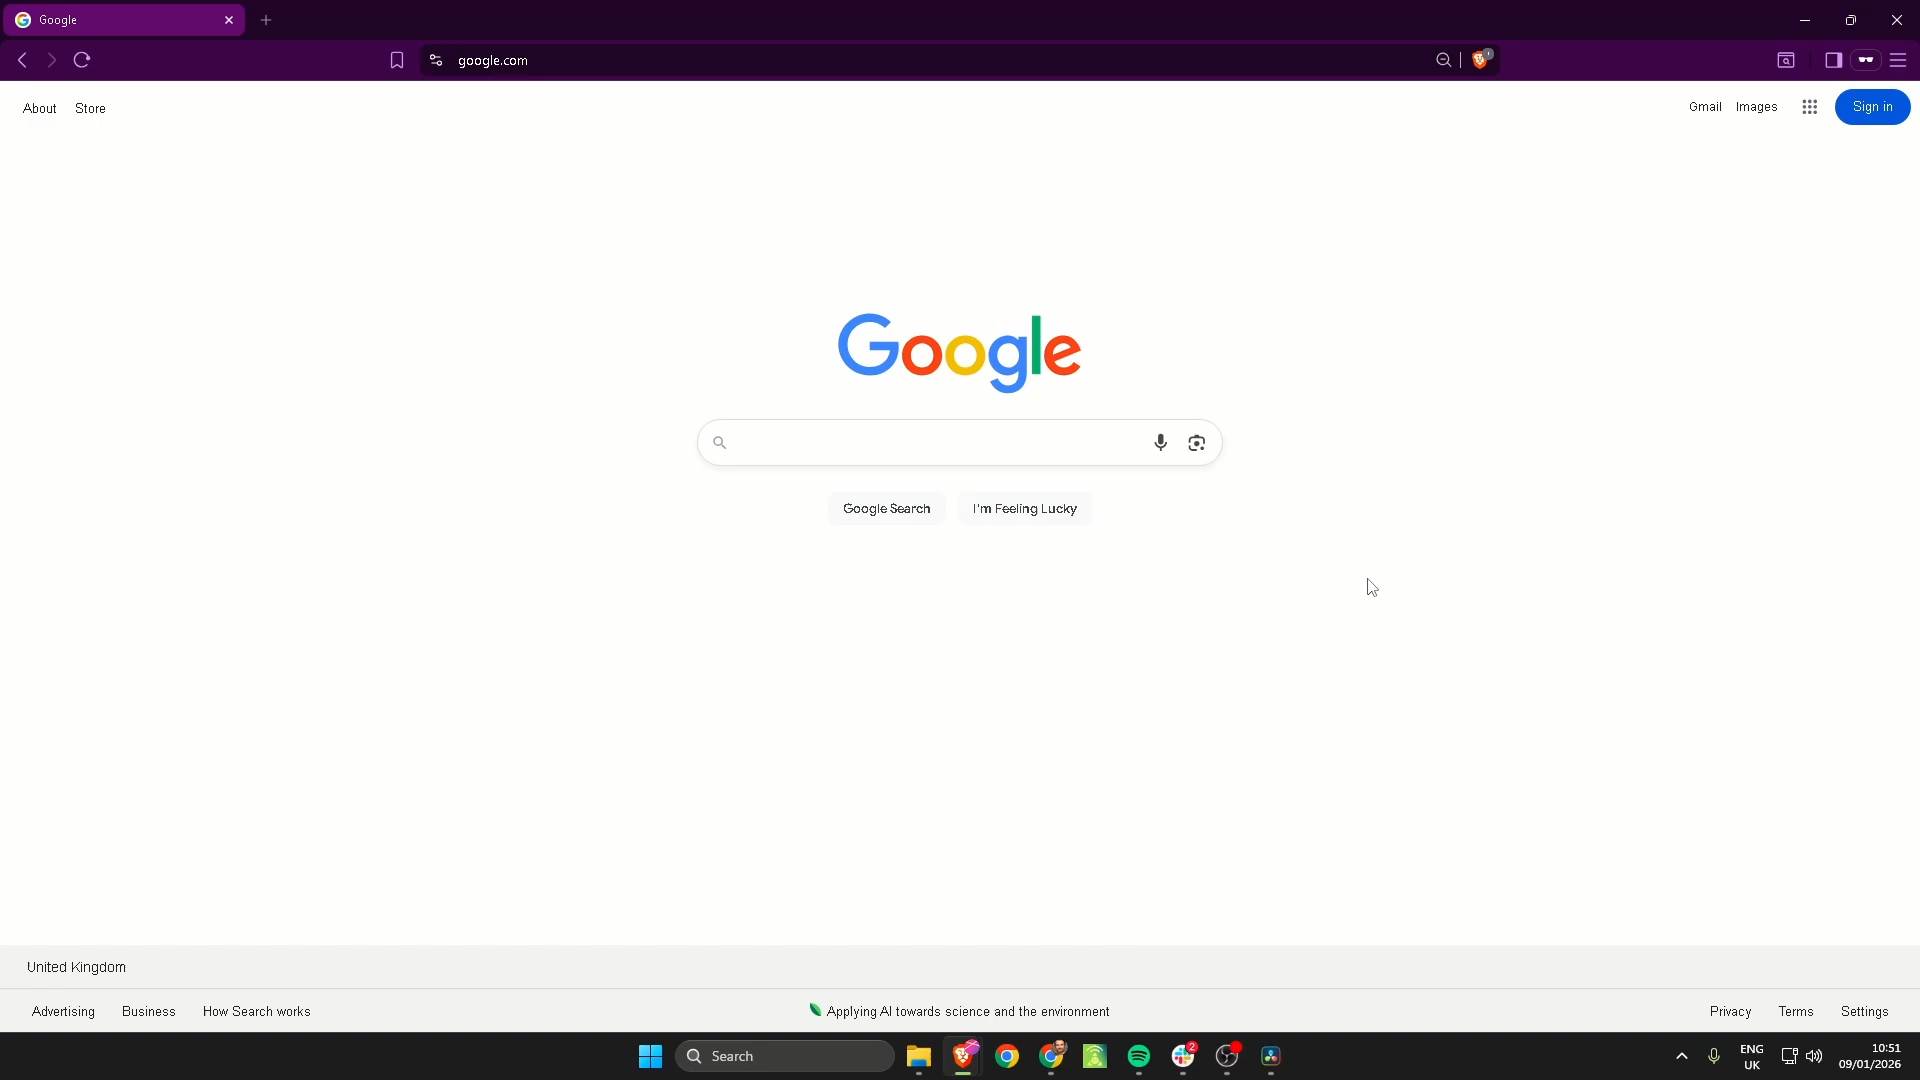 Google
google.com
About Store
Gmail Images Sign in
Google
Google Search I'm Feeling Lucky
United Kingdom
Advertising Business How Search works
Applying AI towards science and the environment
Privacy Terms Settings
Search
2
ENG
UK
10:51
09/01/2026